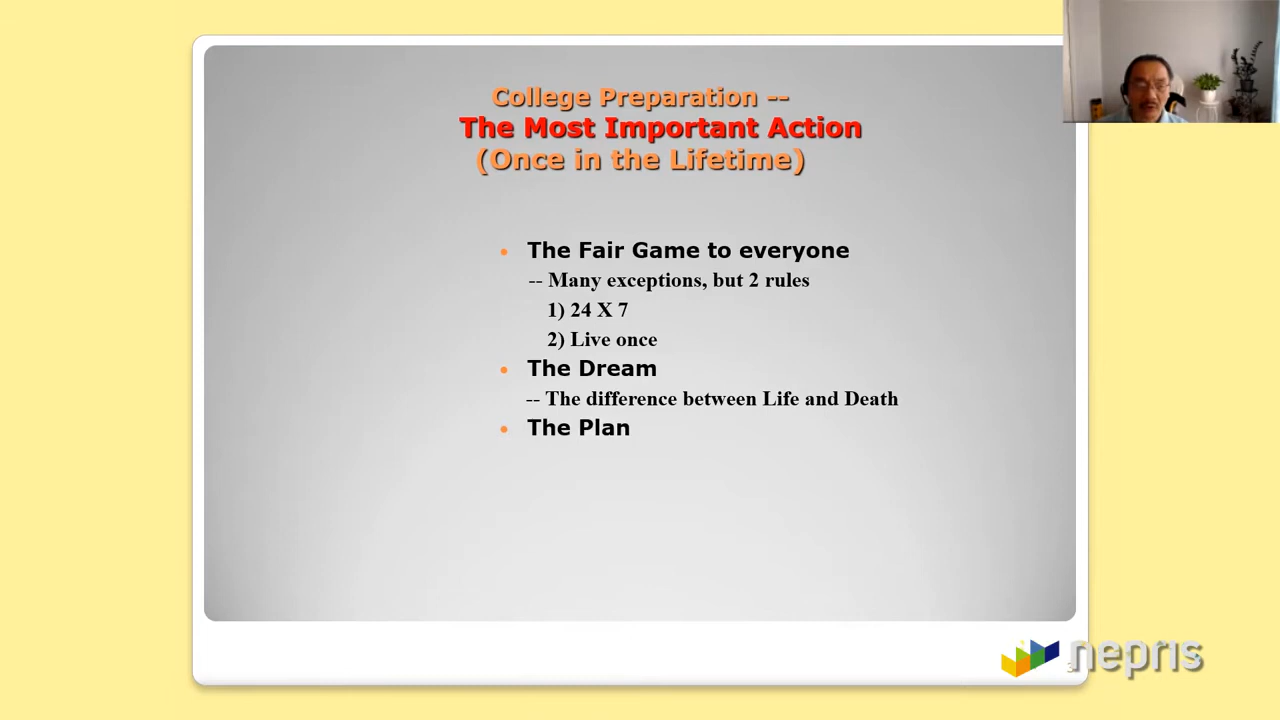 College Preparation --
The Most Important Action
(Once in the Lifetime)
• The Fair Game to everyone
-- Many exceptions, but 2 rules
1) 24 X 7
2) Live once
• The Dream
-- The difference between Life and Death
• The Plan
nepris